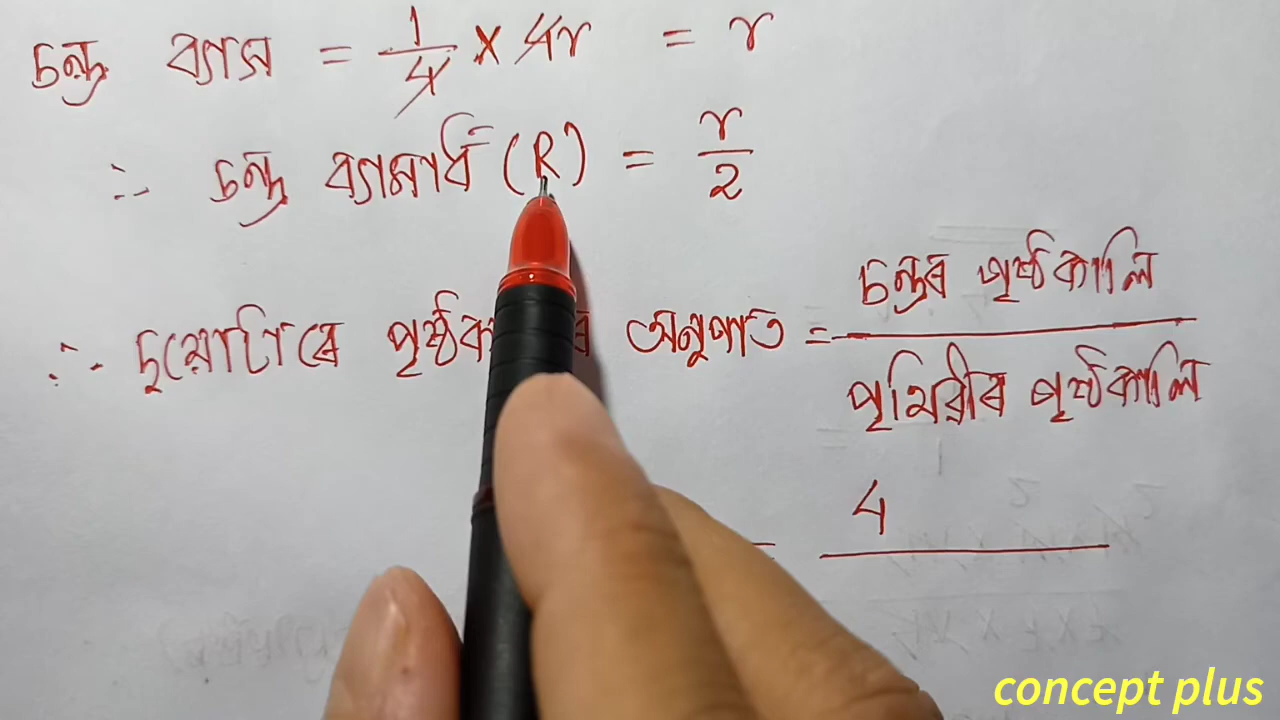 চন্দ্ৰ ব্যাস = 1/4 × 4r = r
∴ চন্দ্ৰ ব্যাসাৰ্ধ (R) = r/2
∴ দুয়োটাৰে পৃষ্ঠকা ৰ অনুপাত = চন্দ্ৰৰ পৃষ্ঠকালি / পৃথিৱীৰ পৃষ্ঠকালি
= 4
concept plus